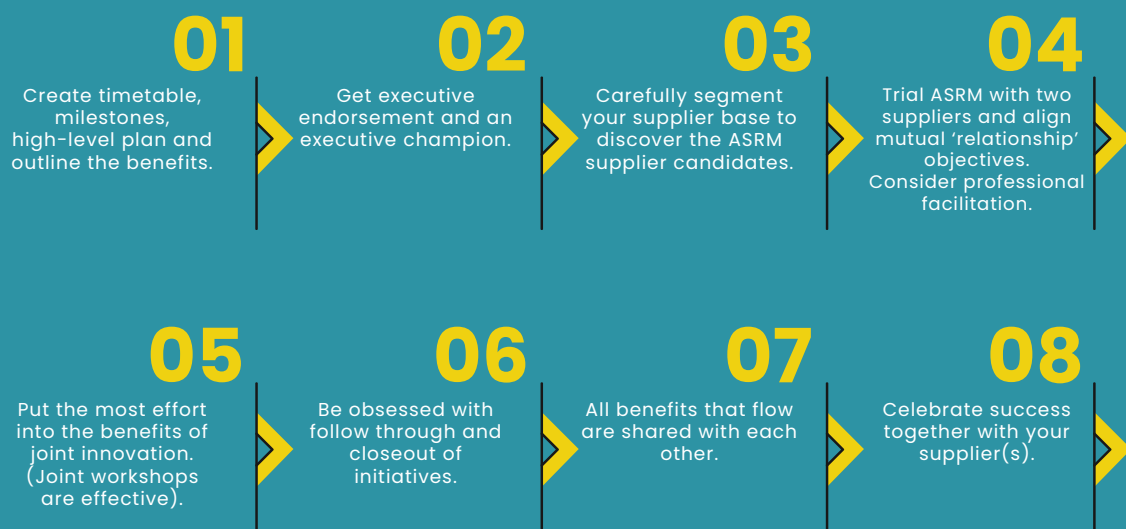 01
Create timetable,
milestones,
high-level plan and
outline the benefits.
02
Get executive
endorsement and an
executive champion.
03
Carefully segment
your supplier base to
discover the ASRM
supplier candidates.
04
Trial ASRM with two
suppliers and align
mutual ‘relationship’
objectives.
Consider professional
facilitation.
05
Put the most effort
into the benefits of
joint innovation.
(Joint workshops
are effective).
06
Be obsessed with
follow through and
closeout of
initiatives.
07
All benefits that flow
are shared with each
other.
08
Celebrate success
together with your
supplier(s).